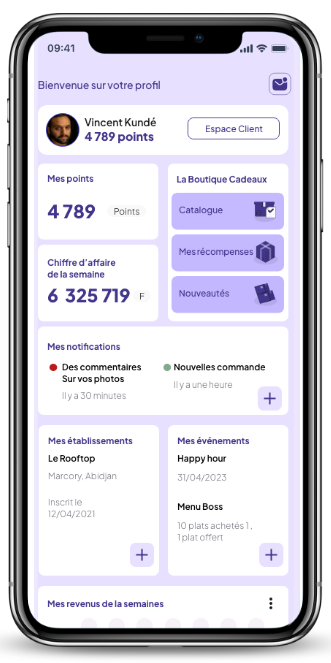 09:41
Bienvenue sur votre profil
Vincent Kundé
4 789 points
Espace Client
Mes points
4 789 Points
Chiffre d'affaire
de la semaine
6 325 719 F
La Boutique Cadeaux
Catalogue
Mes récompenses
Nouveautés
Mes notifications
Des commentaires
Sur vos photos
Il y a 30 minutes
Nouvelles commande
Il y a une heure
Mes établissements
Le Rooftop
Marcory, Abidjan
Inscrit le
12/04/2021
Mes événements
Happy hour
31/04/2023
Menu Boss
10 plats achetés 1 ,
1 plat offert
Mes revenus de la semaines